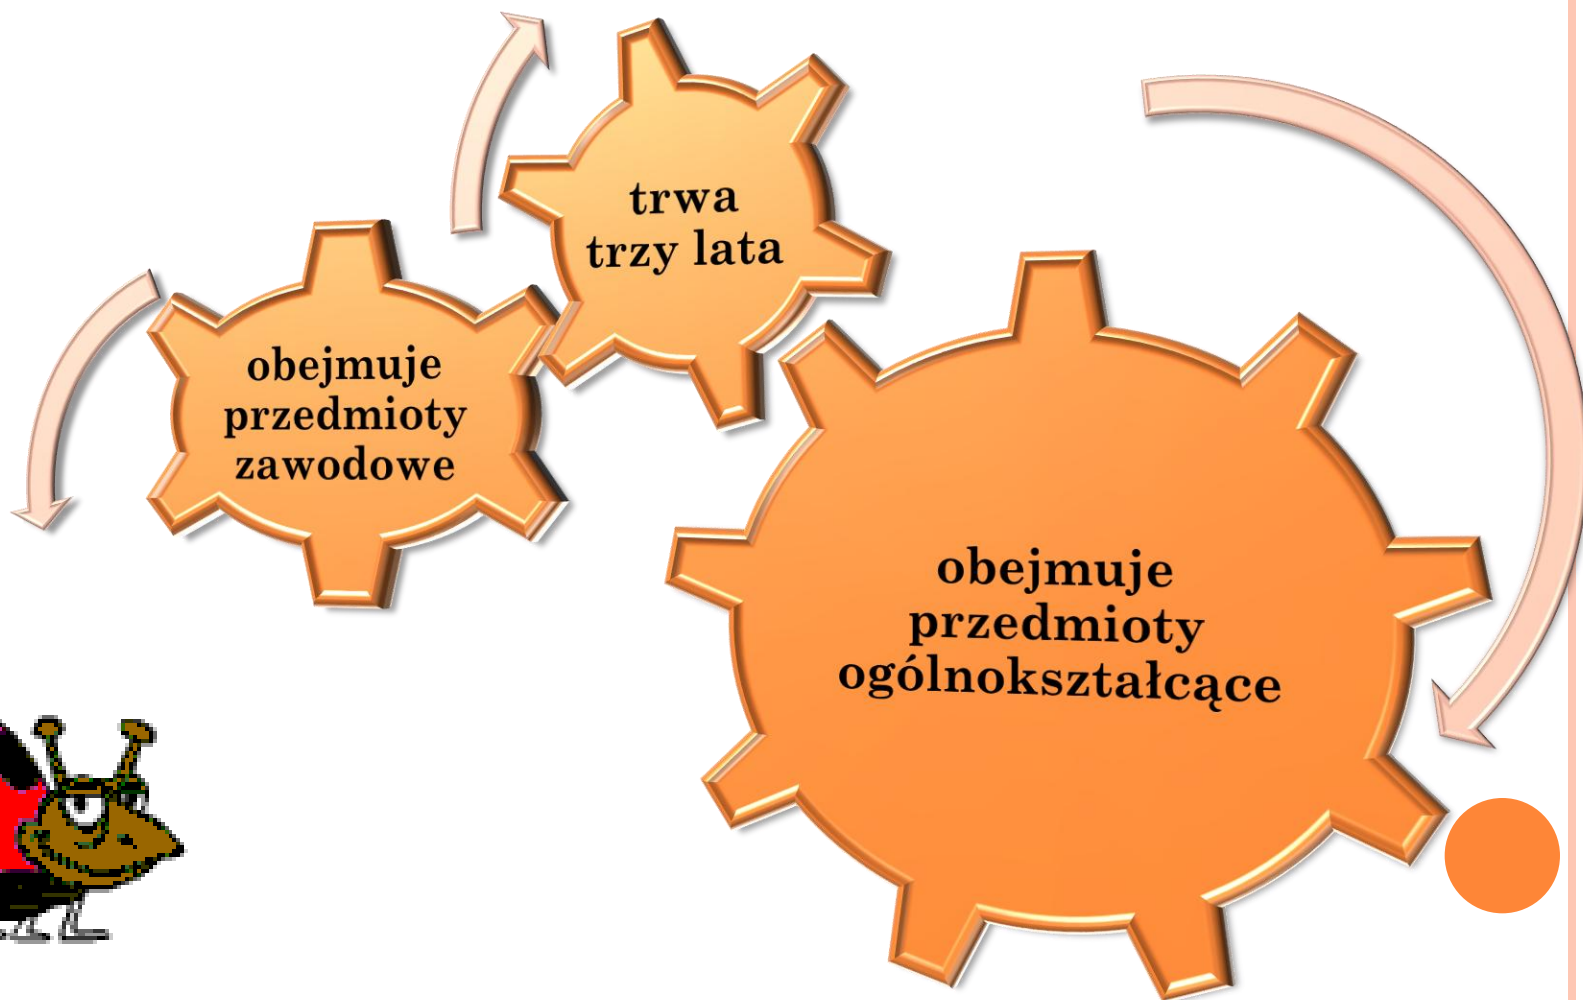 trwa
trzy lata
obejmuje
przedmioty
zawodowe
obejmuje
przedmioty
ogólnokształcące